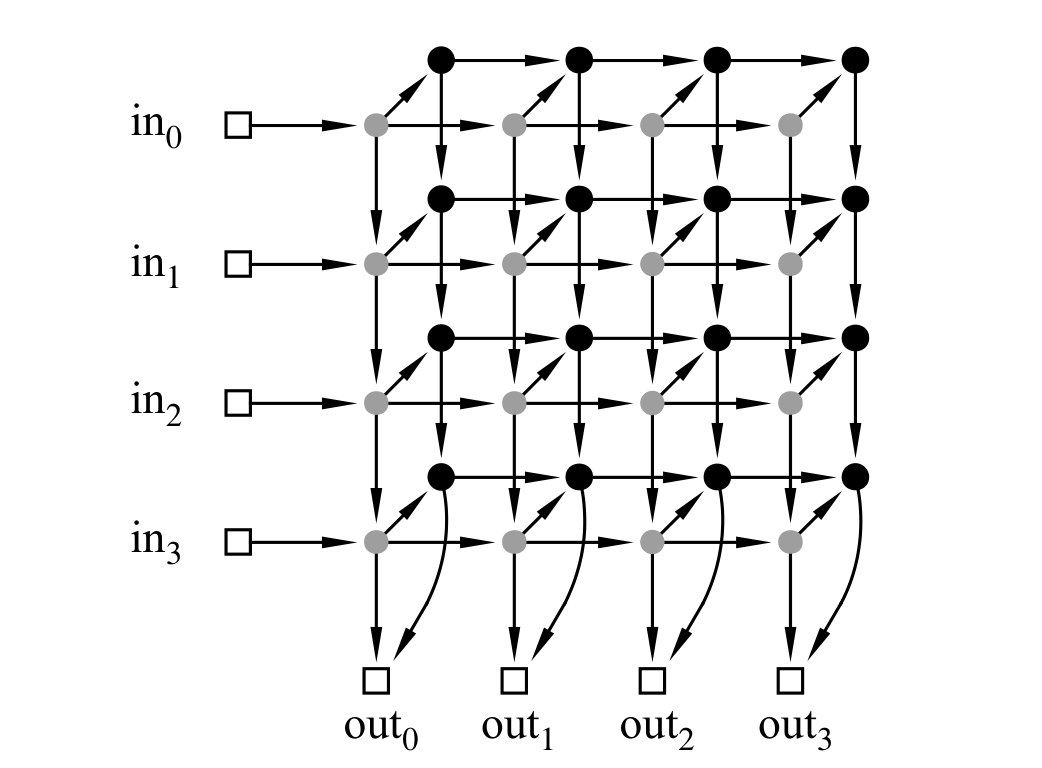 in₀
in₁
in₂
in₃
out₀ out₁ out₂ out₃